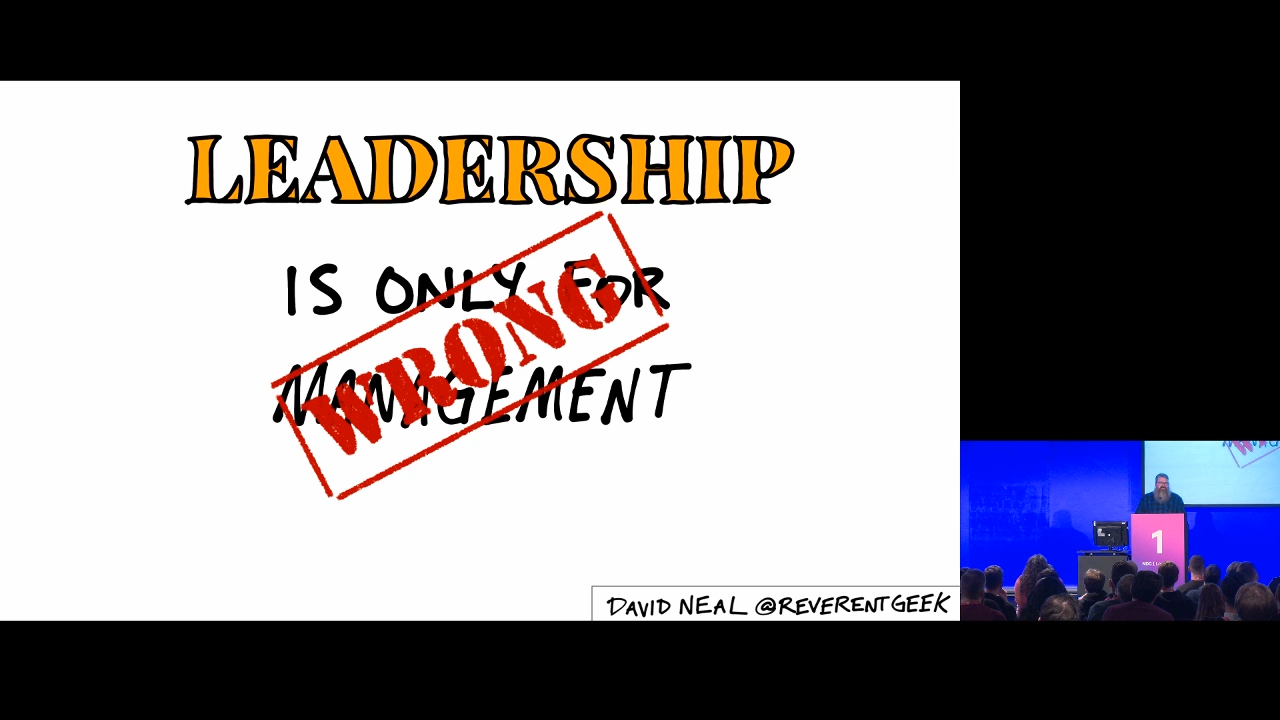 LEADERSHIP
IS ONLY FOR
MANAGEMENT
WRONG
DAVID NEAL @REVERENTGEEK
1